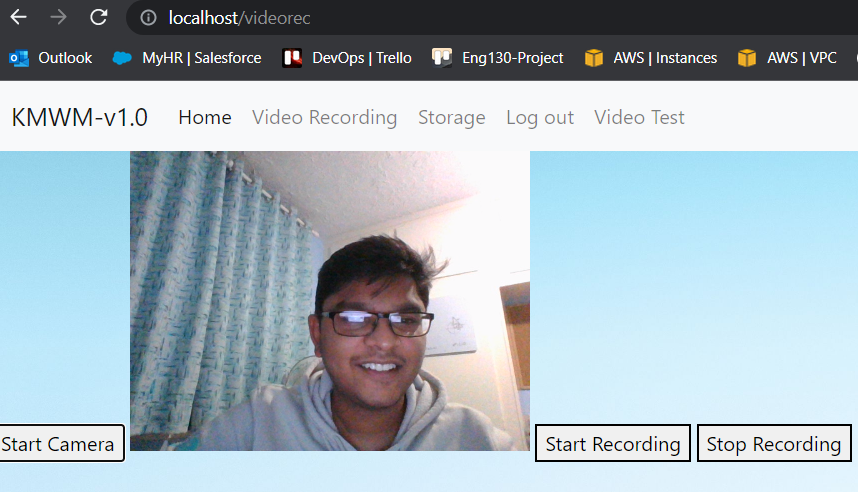 localhost/videorec
Outlook MyHR | Salesforce DevOps | Trello Eng130-Project AWS | Instances AWS | VPC
KMWM-v1.0 Home Video Recording Storage Log out Video Test
Start Camera Start Recording Stop Recording